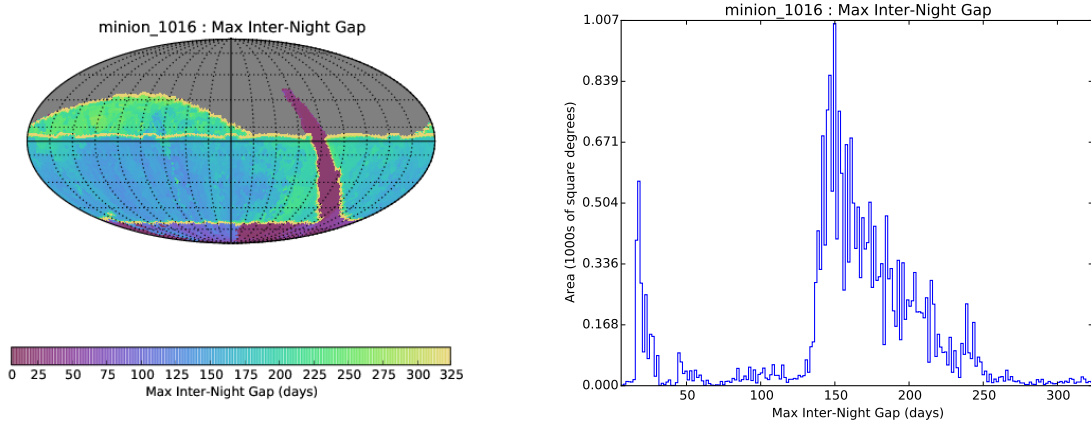 minion_1016 : Max Inter-Night Gap
0 25 50 75 100 125 150 175 200 225 250 275 300 325
Max Inter-Night Gap (days)
minion_1016 : Max Inter-Night Gap
1.007
0.839
0.671
0.504
0.336
0.168
0.000
Area (1000s of square degrees)
50 100 150 200 250 300
Max Inter-Night Gap (days)